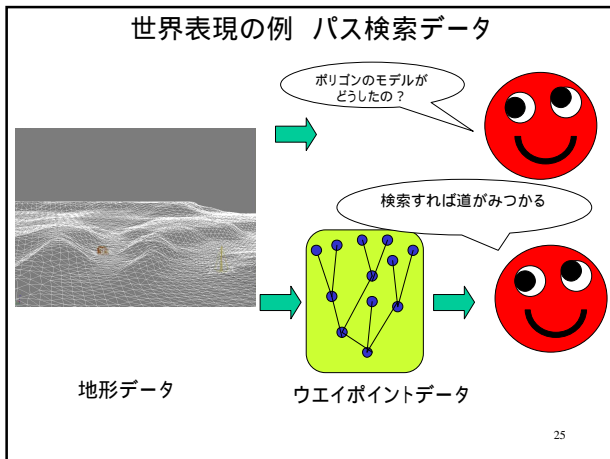 世界表現の例 パス検索データ
ポリゴンのモデルが
どうしたの？
検索すれば道がみつかる
地形データ
ウエイポイントデータ
25